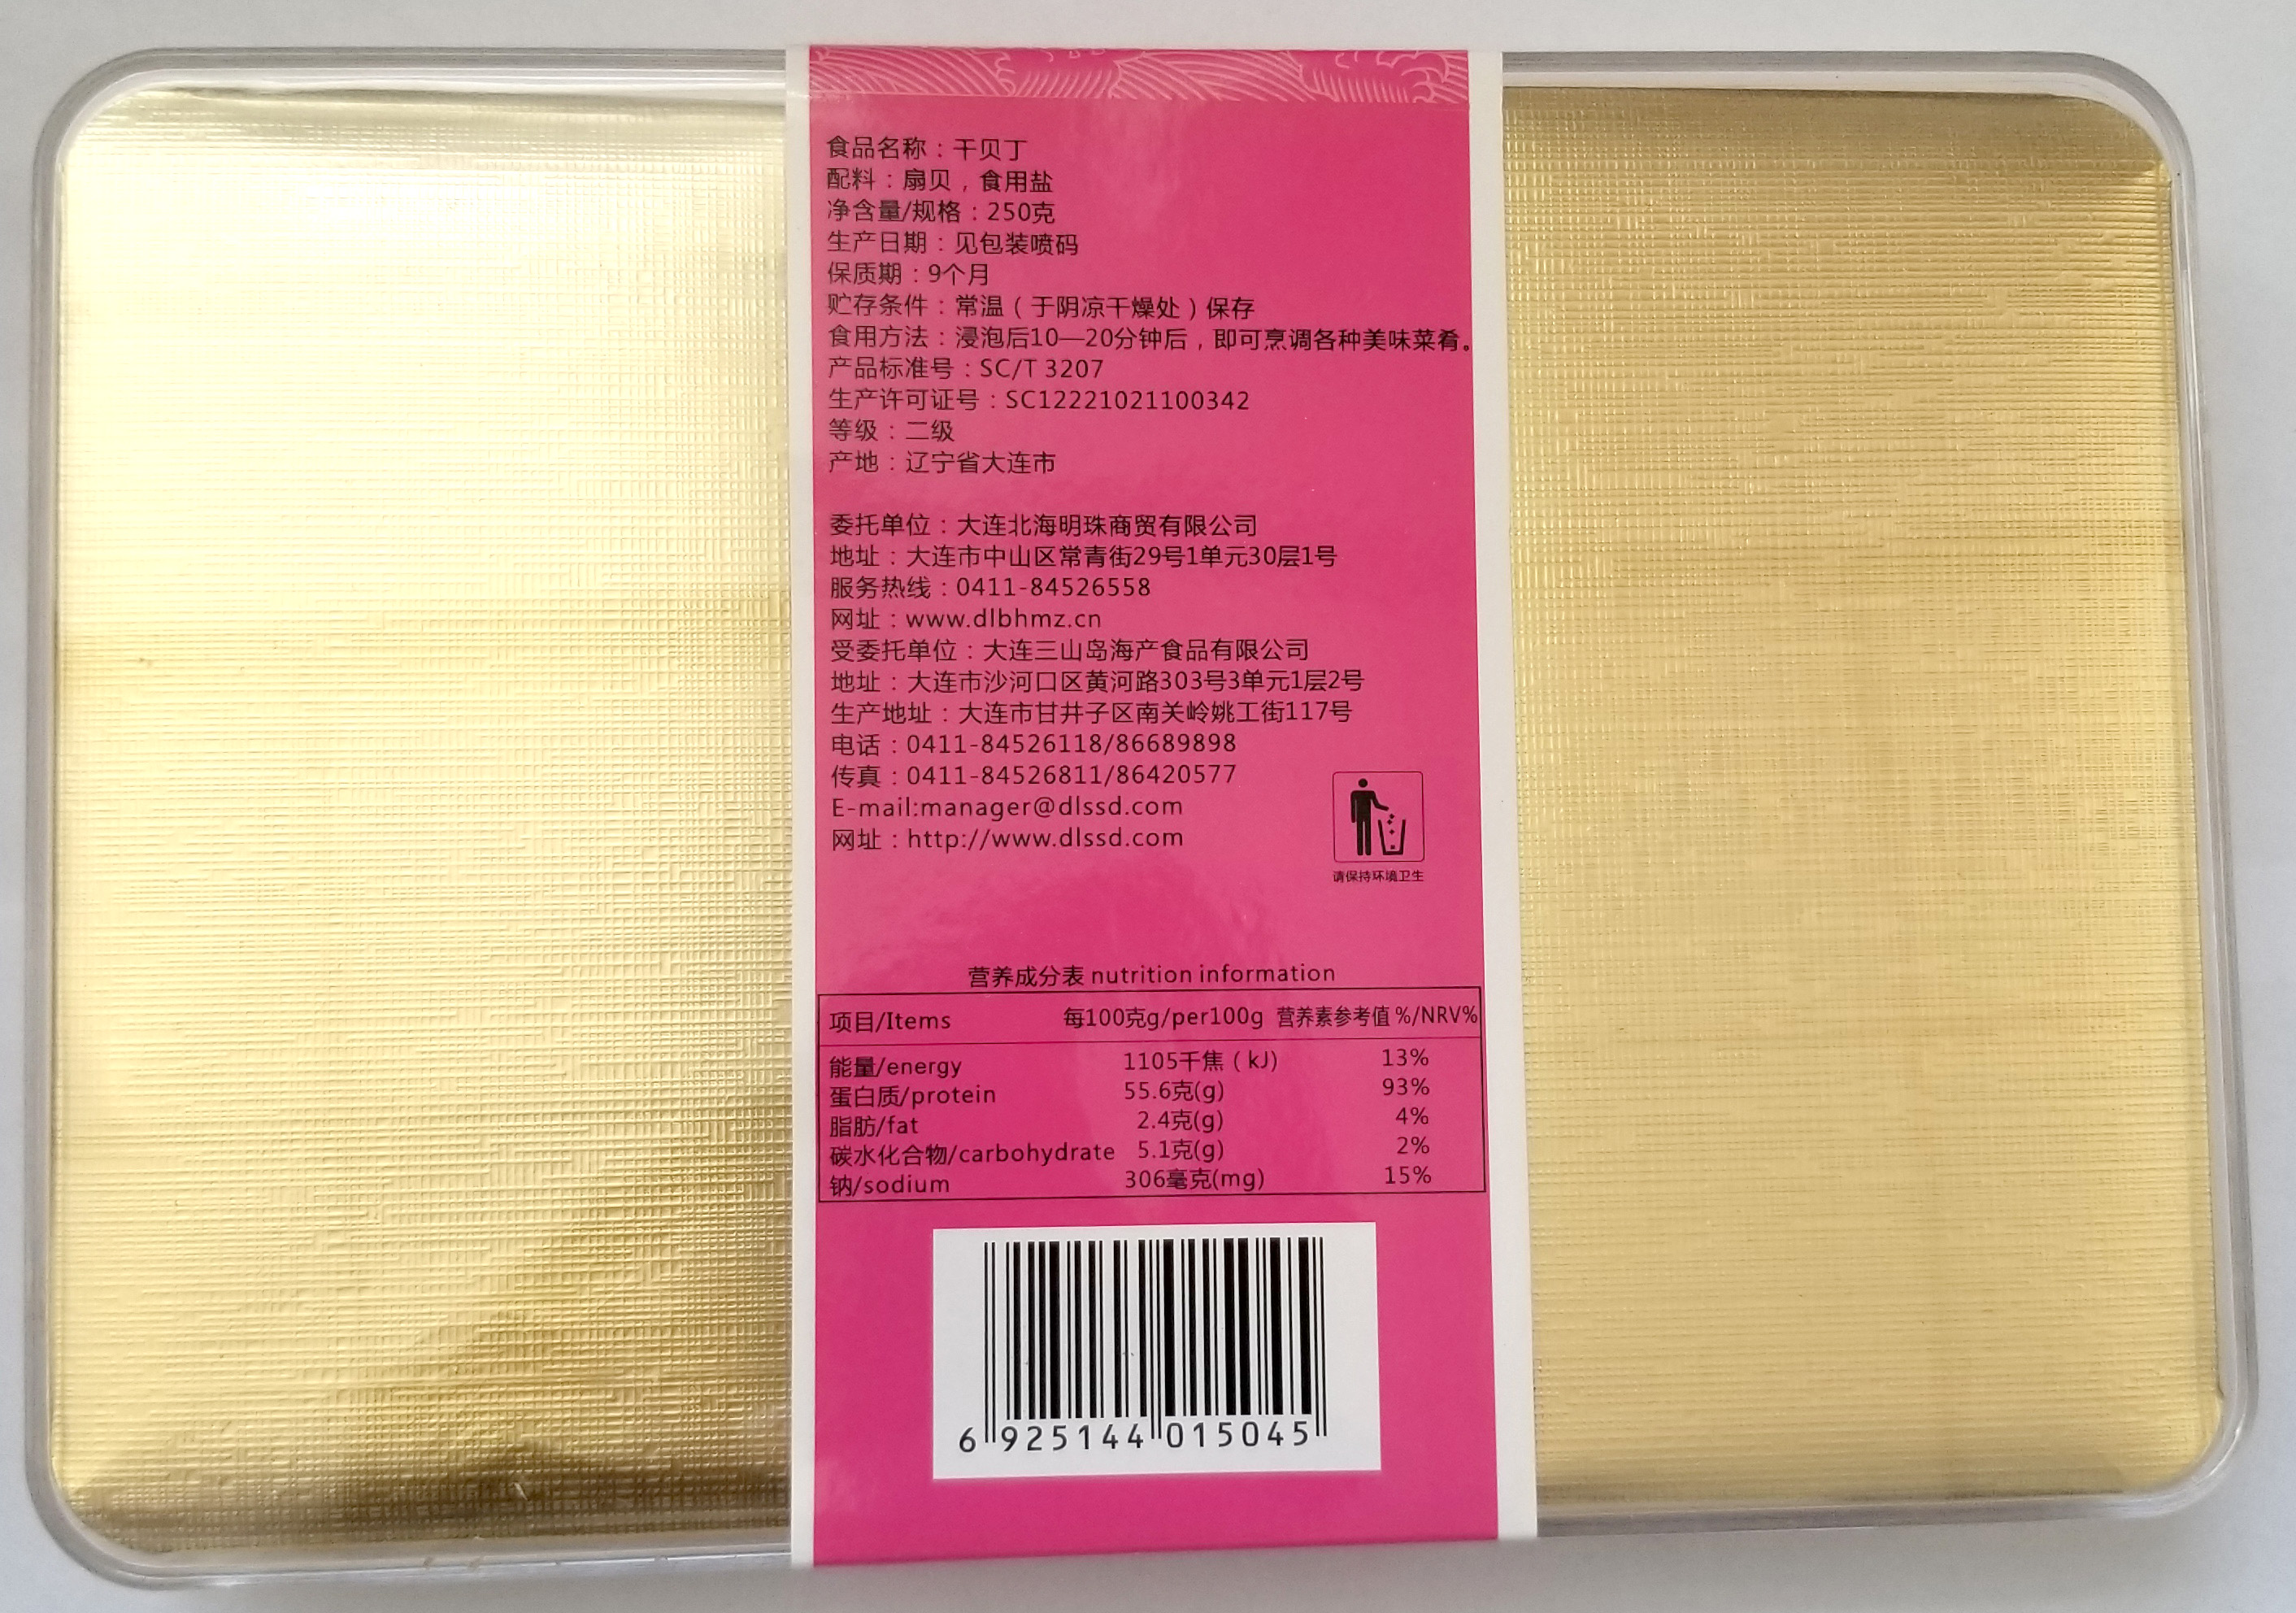 食品名称：干贝丁
配料：扇贝，食用盐
净含量/规格：250克
生产日期：见包装喷码
保质期：9个月
贮存条件：常温（于阴凉干燥处）保存
食用方法：浸泡后10—20分钟后，即可烹调各种美味菜肴。
产品标准号：SC/T 3207
生产许可证号：SC12221021100342
等级：二级
产地：辽宁省大连市
委托单位：大连北海明珠商贸有限公司
地址：大连市中山区常青街29号1单元30层1号
服务热线：0411-84526558
网址：www.dlbhmz.cn
受委托单位：大连三山岛海产食品有限公司
地址：大连市沙河口区黄河路303号3单元1层2号
生产地址：大连市甘井子区南关岭姚工街117号
电话：0411-84526118/86689898
传真：0411-84526811/86420577
E-mail:manager@dlssd.com
网址：http://www.dlssd.com
请保持环境卫生
营养成分表 nutrition information
项目/Items 每100克g/per100g 营养素参考值%/NRV%
能量/energy 1105千焦（kJ） 13%
蛋白质/protein 55.6克(g) 93%
脂肪/fat 2.4克(g) 4%
碳水化合物/carbohydrate 5.1克(g) 2%
钠/sodium 306毫克(mg) 15%
6 925144 015045